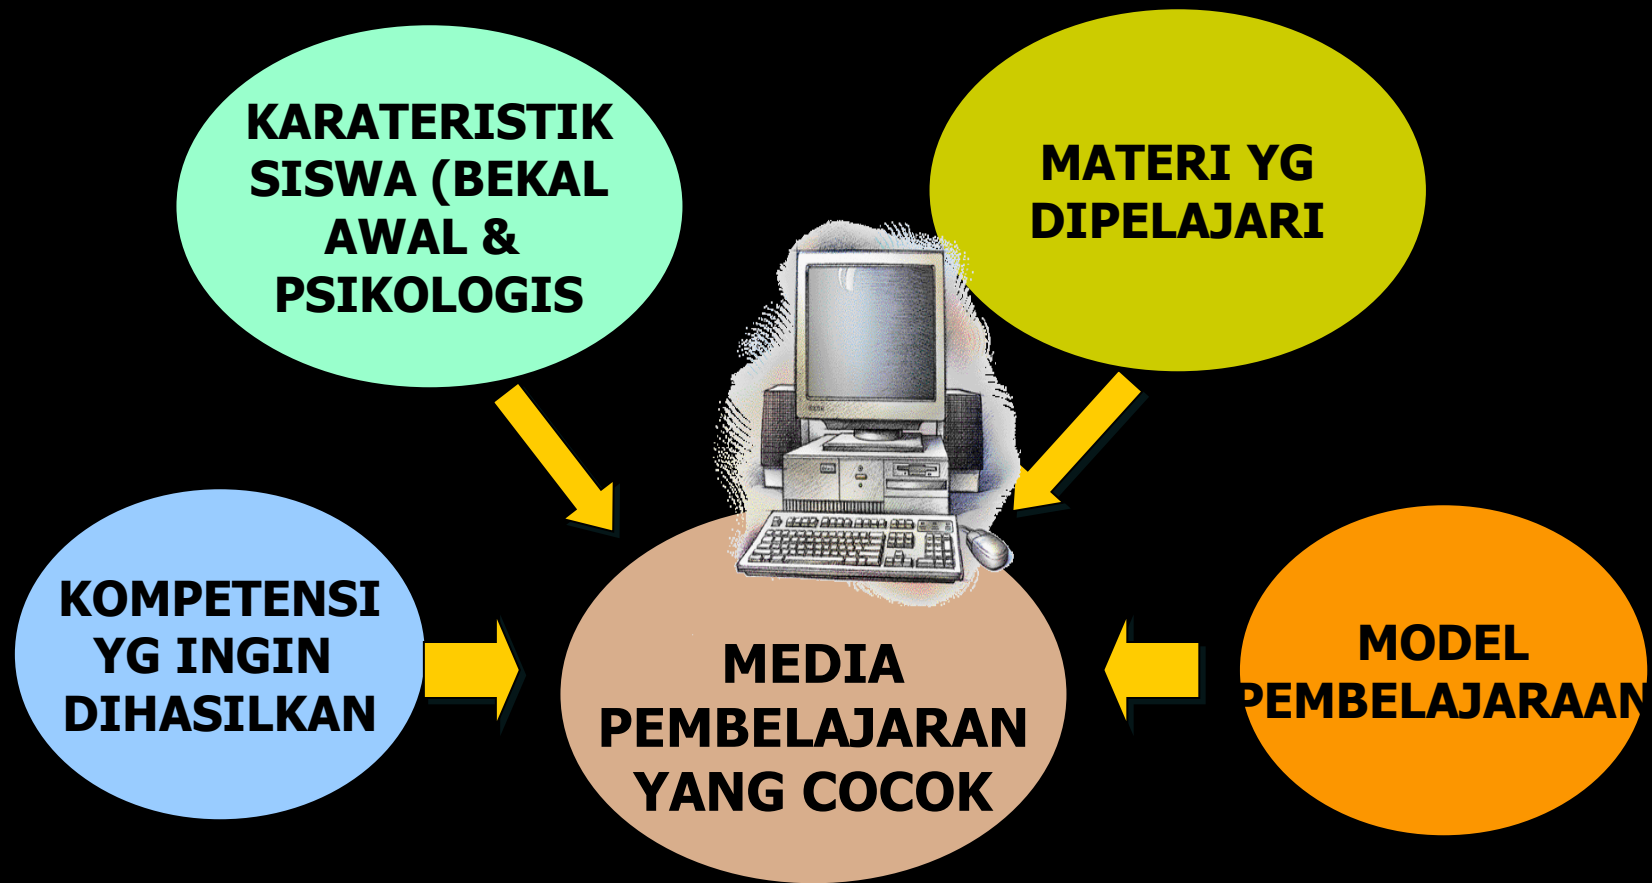 KARATERISTIK
SISWA (BEKAL
AWAL &
PSIKOLOGIS
MATERI YG
DIPELAJARI
KOMPETENSI
YG INGIN
DIHASILKAN
MEDIA
PEMBELAJARAN
YANG COCOK
MODEL
PEMBELAJARAAN